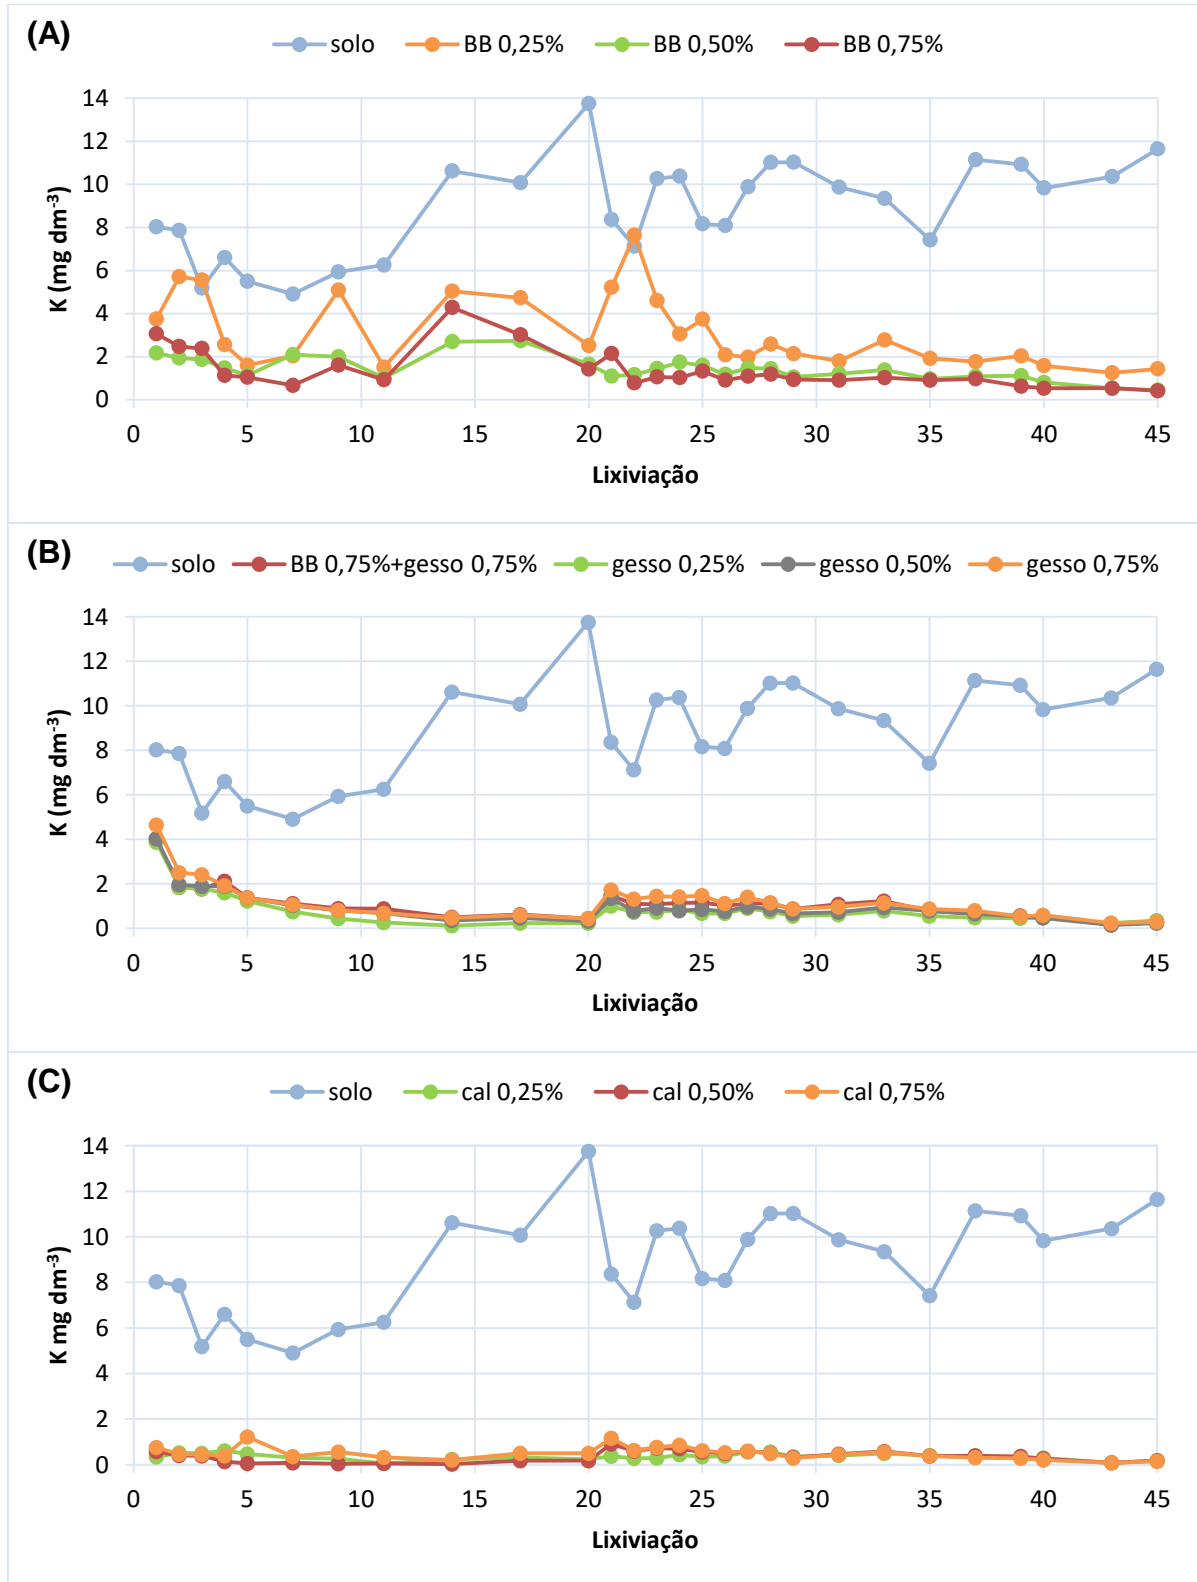 (A)
solo BB 0,25% BB 0,50% BB 0,75%
14
12
10
8
6
4
2
0
K (mg dm-3)
0 5 10 15 20 25 30 35 40 45
Lixiviação
(B)
solo BB 0,75%+gesso 0,75% gesso 0,25% gesso 0,50% gesso 0,75%
14
12
10
8
6
4
2
0
K (mg dm-3)
0 5 10 15 20 25 30 35 40 45
Lixiviação
(C)
solo cal 0,25% cal 0,50% cal 0,75%
14
12
10
8
6
4
2
0
K mg dm-3)
0 5 10 15 20 25 30 35 40 45
Lixiviação